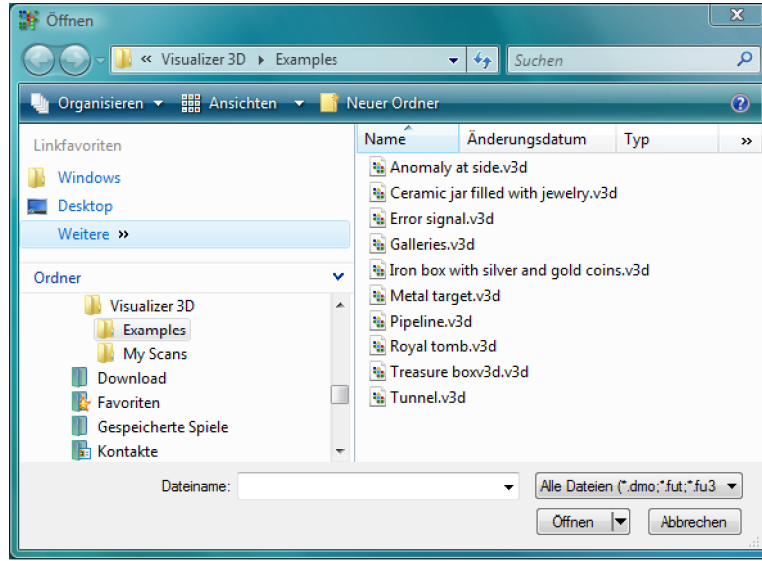 Öffnen
« Visualizer 3D ▸ Examples
Suchen
Organisieren Ansichten Neuer Ordner
Linkfavoriten
Windows
Desktop
Weitere »
Ordner
Visualizer 3D
Examples
My Scans
Download
Favoriten
Gespeicherte Spiele
Kontakte
Name Änderungsdatum Typ »
Anomaly at side.v3d
Ceramic jar filled with jewelry.v3d
Error signal.v3d
Galleries.v3d
Iron box with silver and gold coins.v3d
Metal target.v3d
Pipeline.v3d
Royal tomb.v3d
Treasure boxv3d.v3d
Tunnel.v3d
Dateiname:
Alle Dateien (*.dmo;*.fut;*.fu3
Öffnen Abbrechen